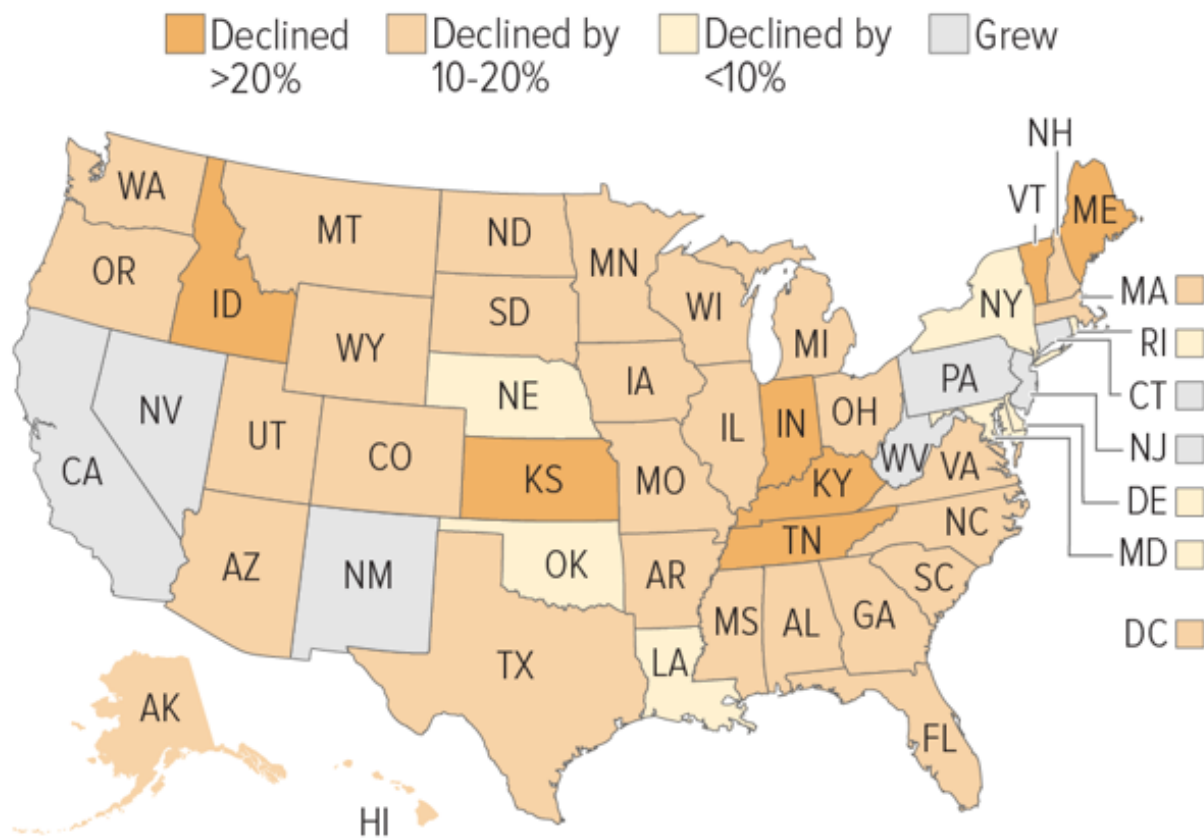 Declined >20%
Declined by 10-20%
Declined by <10%
Grew
NH
VT
ME
WA
MT
ND
MN
OR
ID
SD
WI
NY
MA
WY
MI
RI
IA
PA
NE
CT
NV
OH
IN
IL
UT
CO
WV
NJ
CA
KS
MO
VA
KY
DE
NC
TN
MD
AZ
OK
NM
AR
SC
MS
AL
GA
DC
LA
TX
AK
FL
HI